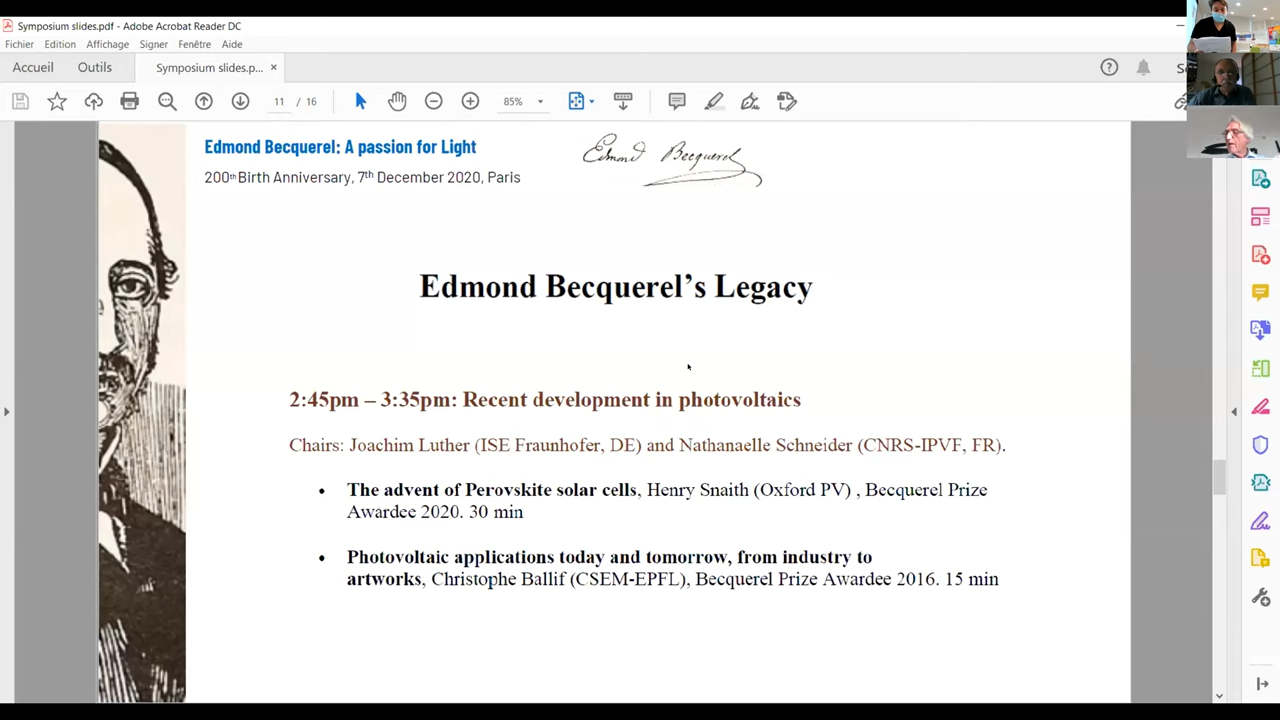 Symposium slides.pdf - Adobe Acrobat Reader DC
Fichier Edition Affichage Signer Fenêtre Aide
Accueil Outils Symposium slides.p... ×
11 / 16 85%
Edmond Becquerel: A passion for Light
Edmond Becquerel
200th Birth Anniversary, 7th December 2020, Paris
Edmond Becquerel’s Legacy
2:45pm – 3:35pm: Recent development in photovoltaics
Chairs: Joachim Luther (ISE Fraunhofer, DE) and Nathanaelle Schneider (CNRS-IPVF, FR).
• The advent of Perovskite solar cells, Henry Snaith (Oxford PV) , Becquerel Prize
Awardee 2020. 30 min
• Photovoltaic applications today and tomorrow, from industry to
artworks, Christophe Ballif (CSEM-EPFL), Becquerel Prize Awardee 2016. 15 min